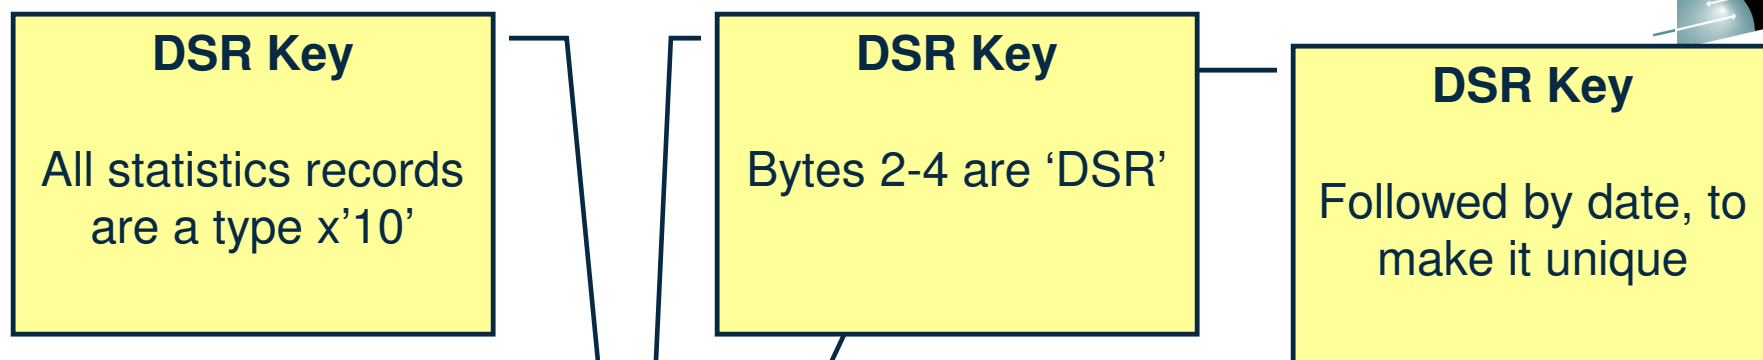 DSR Key
All statistics records
are a type x’10’
DSR Key
Bytes 2-4 are ‘DSR’
DSR Key
Followed by date, to
make it unique